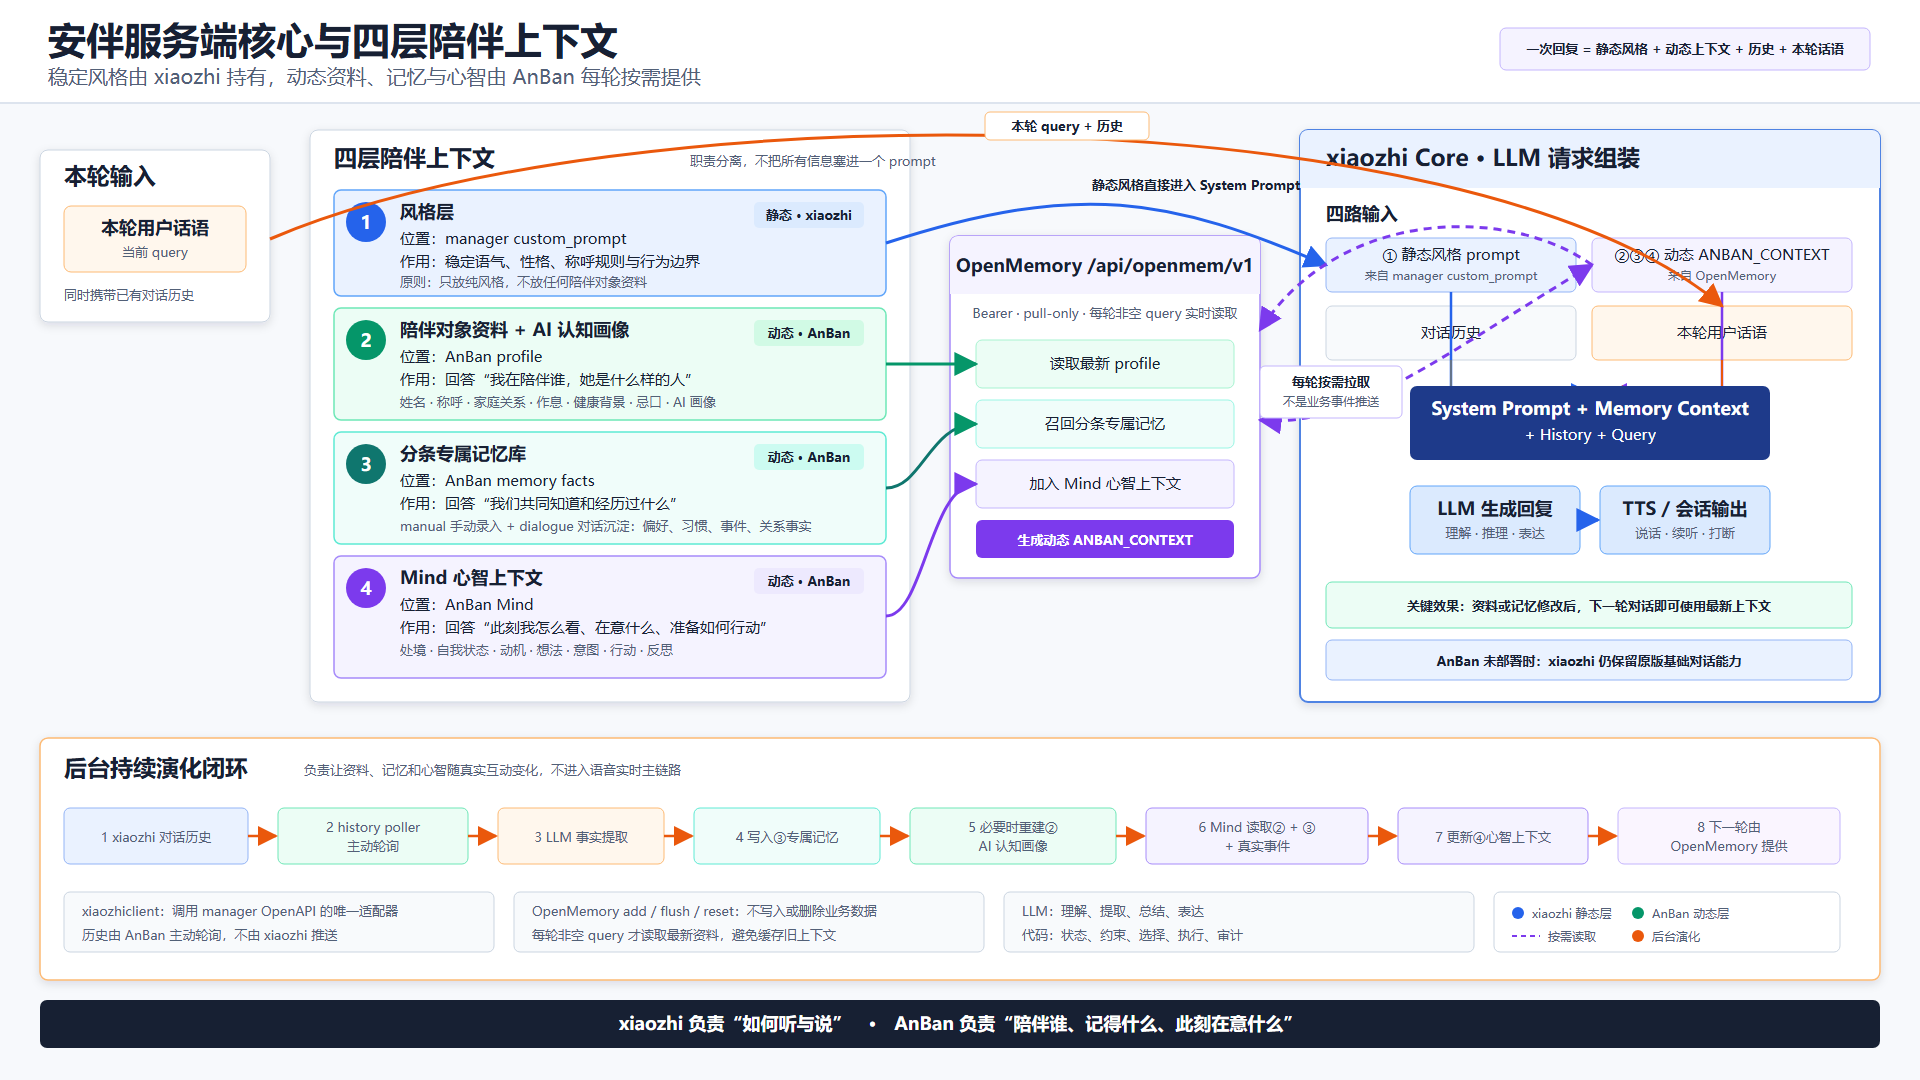 安伴服务端核心与四层陪伴上下文
稳定风格由 xiaozhi 持有，动态资料、记忆与心智由 AnBan 每轮按需提供
一次回复 = 静态风格 + 动态上下文 + 历史 + 本轮话语
本轮 query + 历史
本轮输入
本轮用户话语
当前 query
同时携带已有对话历史
四层陪伴上下文
职责分离，不把所有信息塞进一个 prompt
1
风格层
静态 • xiaozhi
位置：manager custom_prompt
作用：稳定语气、性格、称呼规则与行为边界
原则：只放纯风格，不放任何陪伴对象资料
2
陪伴对象资料 + AI 认知画像
动态 • AnBan
位置：AnBan profile
作用：回答“我在陪伴谁，她是什么样的人”
姓名 · 称呼 · 家庭关系 · 作息 · 健康背景 · 忌口 · AI 画像
3
分条专属记忆库
动态 • AnBan
位置：AnBan memory facts
作用：回答“我们共同知道和经历过什么”
manual 手动录入 + dialogue 对话沉淀：偏好、习惯、事件、关系事实
4
Mind 心智上下文
动态 • AnBan
位置：AnBan Mind
作用：回答“此刻我怎么看、在意什么、准备如何行动”
处境 · 自我状态 · 动机 · 想法 · 意图 · 行动 · 反思
静态风格直接进入 System Prompt
OpenMemory /api/openmem/v1
Bearer · pull-only · 每轮非空 query 实时读取
读取最新 profile
召回分条专属记忆
加入 Mind 心智上下文
生成动态 ANBAN_CONTEXT
每轮按需拉取
不是业务事件推送
xiaozhi Core • LLM 请求组装
四路输入
① 静态风格 prompt
来自 manager custom_prompt
②③④ 动态 ANBAN_CONTEXT
来自 OpenMemory
对话历史
本轮用户话语
System Prompt + Memory Context
+ History + Query
LLM 生成回复
理解 · 推理 · 表达
TTS / 会话输出
说话 · 续听 · 打断
关键效果：资料或记忆修改后，下一轮对话即可使用最新上下文
AnBan 未部署时：xiaozhi 仍保留原版基础对话能力
后台持续演化闭环
负责让资料、记忆和心智随真实互动变化，不进入语音实时主链路
1 xiaozhi 对话历史
2 history poller
主动轮询
3 LLM 事实提取
4 写入③专属记忆
5 必要时重建②
AI 认知画像
6 Mind 读取② + ③
+ 真实事件
7 更新④心智上下文
8 下一轮由
OpenMemory 提供
xiaozhiclient：调用 manager OpenAPI 的唯一适配器
历史由 AnBan 主动轮询，不由 xiaozhi 推送
OpenMemory add / flush / reset：不写入或删除业务数据
每轮非空 query 才读取最新资料，避免缓存旧上下文
LLM：理解、提取、总结、表达
代码：状态、约束、选择、执行、审计
xiaozhi 静态层
AnBan 动态层
按需读取
后台演化
xiaozhi 负责“如何听与说” • AnBan 负责“陪伴谁、记得什么、此刻在意什么”